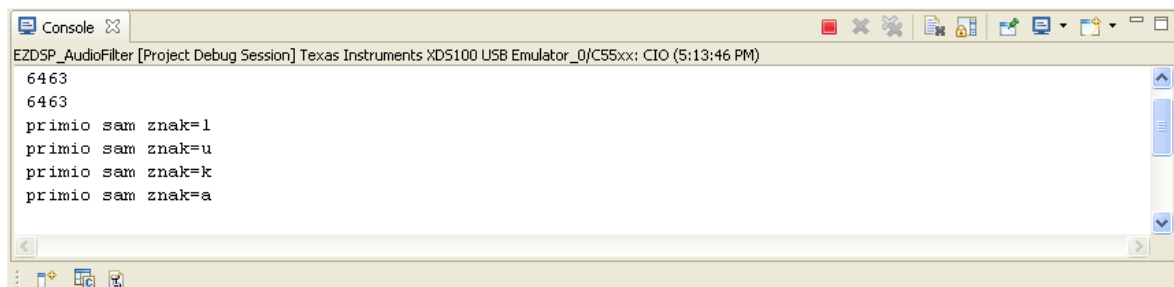 Console
EZDSP_AudioFilter [Project Debug Session] Texas Instruments XDS100 USB Emulator_0/C55xx: CIO (5:13:46 PM)
6463
6463
primio sam znak=l
primio sam znak=u
primio sam znak=k
primio sam znak=a